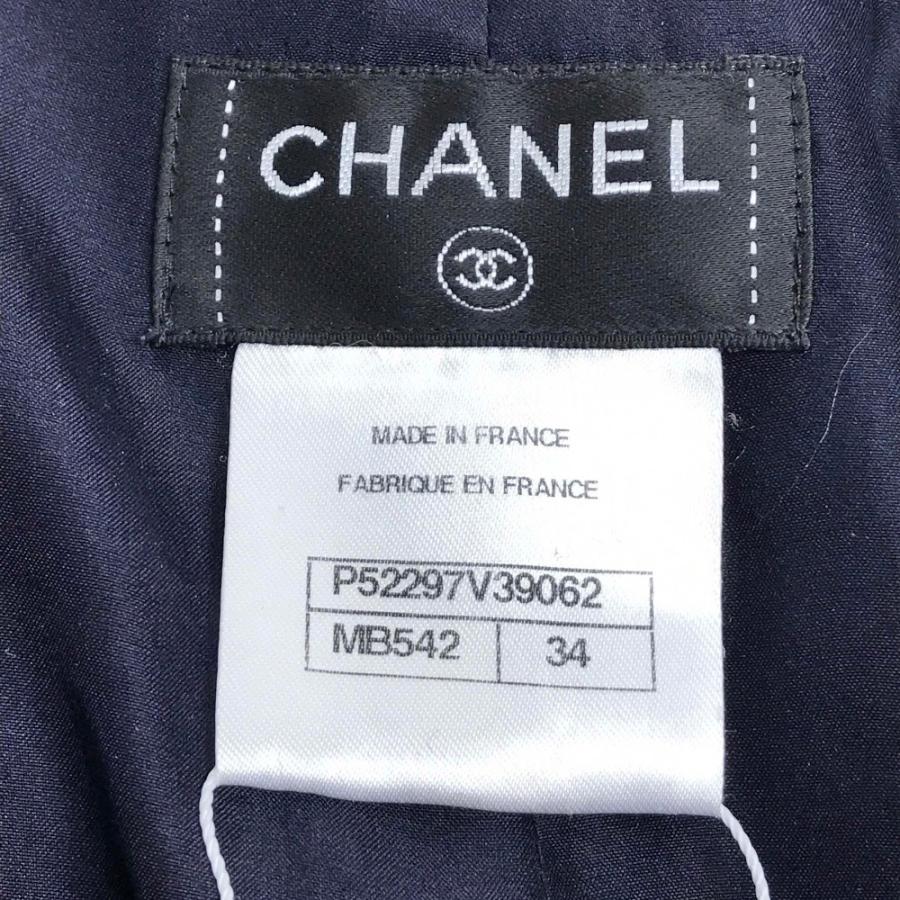 CHANEL
MADE IN FRANCE
FABRIQUE EN FRANCE
P52297V39062
MB542 34